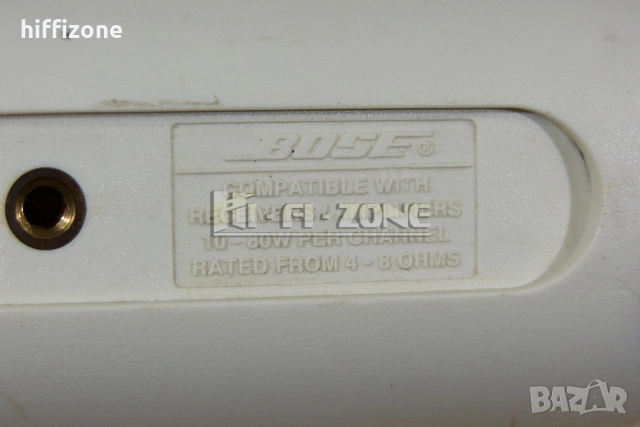 hiffizone
BOSE®
COMPATIBLE WITH
HI - FI ZONE
10 - 80W PER CHANNEL
RATED FROM 4 - 8 OHMS
BAZAR